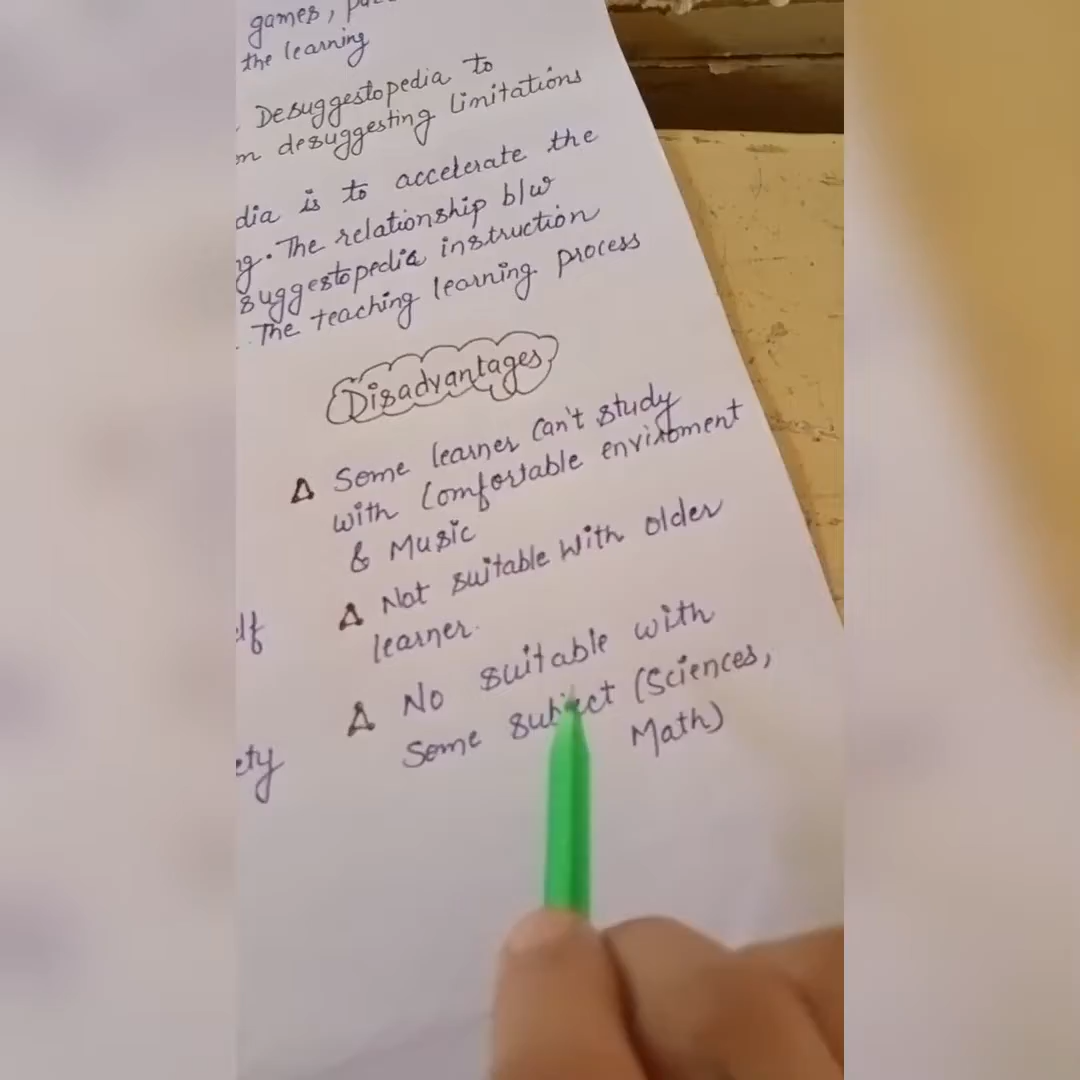 games,
the learning
Desuggestopedia to
m desuggesting limitations
dia is to accelerate the
g. The relationship b/w
suggestopedia instruction
. The teaching learning process
Disadvantages
Δ Some learner can't study
with Comfortable enviroment
& Music
Δ Not suitable with older
learner.
lf
Δ No suitable with
Some subject (Sciences,
Math)
ety